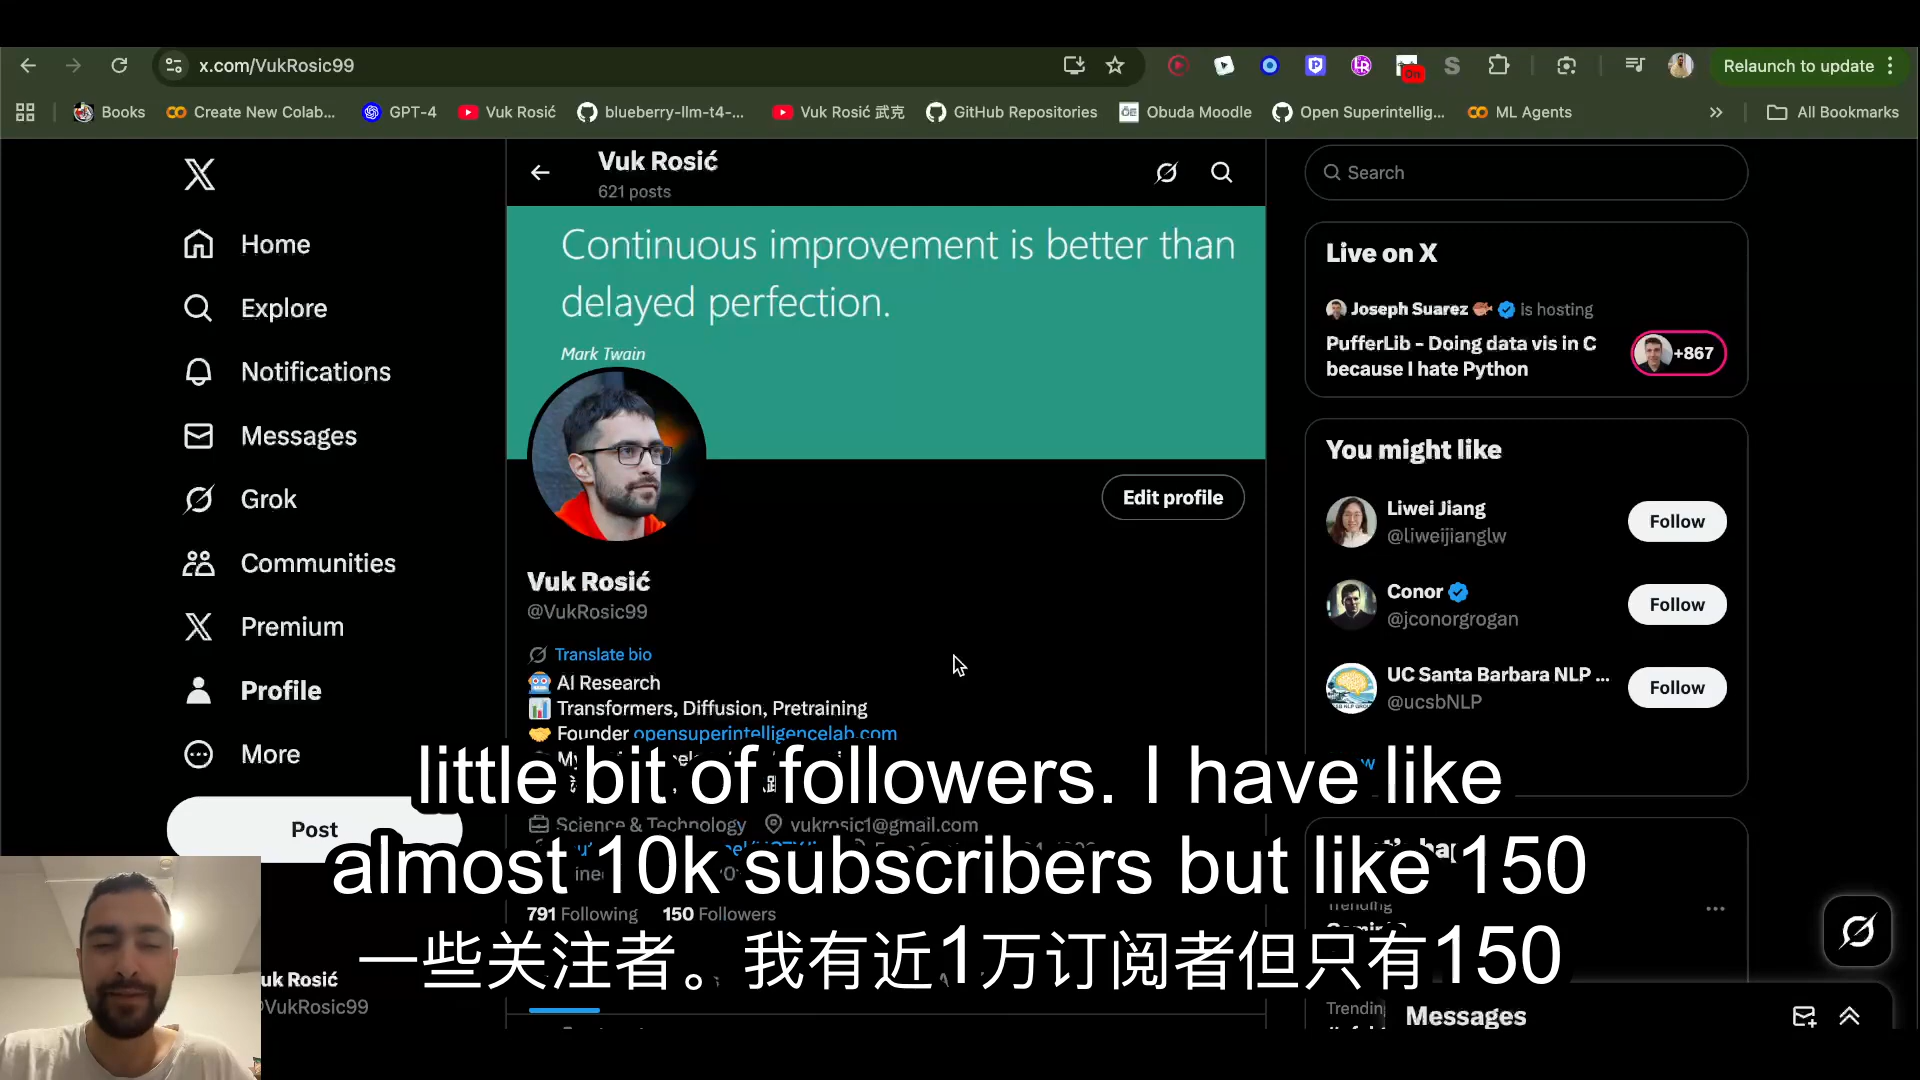 x.com/VukRosic99
Relaunch to update
Books
Create New Colab...
GPT-4
Vuk Rosić
blueberry-llm-t4-...
Vuk Rosić 武克
GitHub Repositories
Obuda Moodle
Open Superintellig...
ML Agents
All Bookmarks
On
Vuk Rosić
621 posts
Search
Home
Explore
Notifications
Messages
Grok
Communities
Premium
Profile
More
Post
Continuous improvement is better than
delayed perfection.
Mark Twain
Edit profile
Vuk Rosić
@VukRosic99
Translate bio
AI Research
Transformers, Diffusion, Pretraining
Founder opensuperintelligencelab.com
Science & Technology vukrosic1@gmail.com
791 Following 150 Followers
Live on X
Joseph Suarez is hosting
PufferLib - Doing data vis in C
because I hate Python
+867
You might like
Liwei Jiang
@liweijianglw
Follow
Conor
@jconorgrogan
Follow
UC Santa Barbara NLP ...
@ucsbNLP
Follow
Trending
Trending
Messages
uk Rosić
VukRosic99
little bit of followers. I have like
almost 10k subscribers but like 150
一些关注者。我有近1万订阅者但只有150